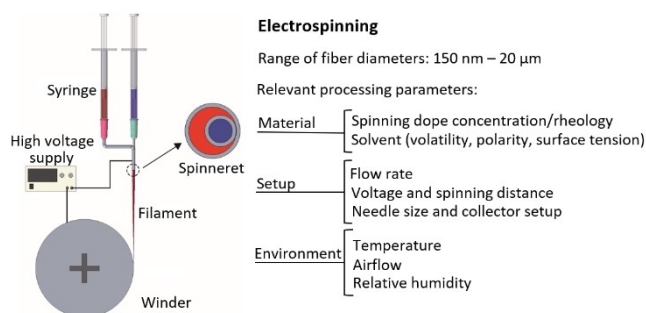 Syringe
High voltage
supply
Spinneret
Filament
Winder
Electrospinning
Range of fiber diameters: 150 nm – 20 µm
Relevant processing parameters:
Material
Spinning dope concentration/rheology
Solvent (volatility, polarity, surface tension)
Setup
Flow rate
Voltage and spinning distance
Needle size and collector setup
Environment
Temperature
Airflow
Relative humidity